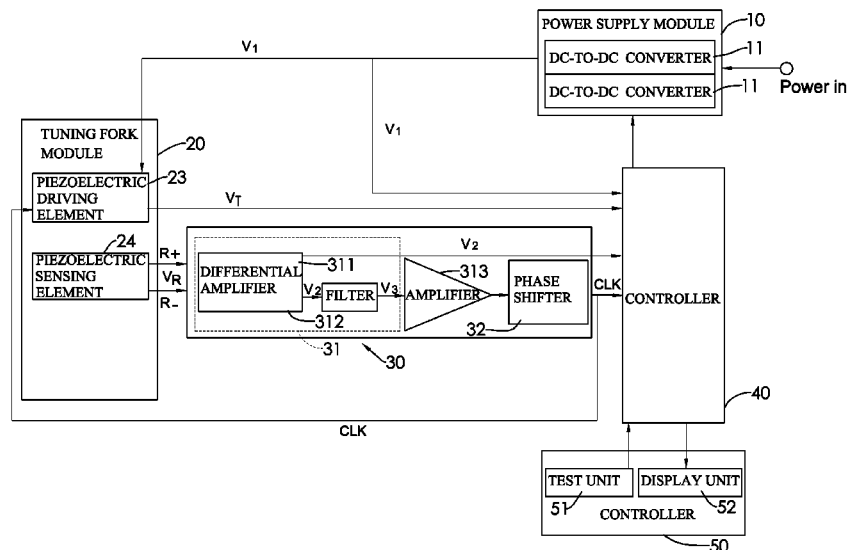 POWER SUPPLY MODULE
10
DC-TO-DC CONVERTER
11
DC-TO-DC CONVERTER
11
Power in
V1
V1
TUNING FORK
MODULE
20
PIEZOELECTRIC
DRIVING
ELEMENT
23
VT
PIEZOELECTRIC
SENSING
ELEMENT
24
R+
VR
R-
DIFFERENTIAL
AMPLIFIER
311
312
V2
FILTER
V3
31
30
AMPLIFIER
313
V2
PHASE
SHIFTER
32
CLK
CONTROLLER
40
CLK
TEST UNIT
51
DISPLAY UNIT
52
CONTROLLER
50